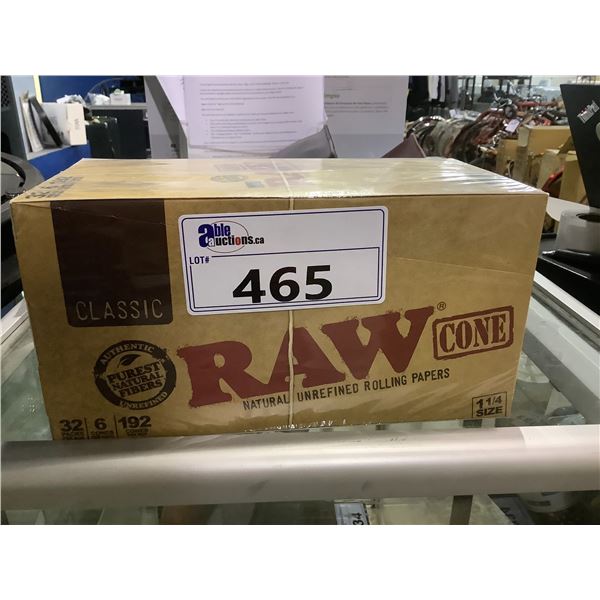 able
auctions.ca
LOT#
465
CLASSIC
RAW®
CONE
AUTHENTIC
PUREST
NATURAL
FIBERS
UNREFINED
NATURAL UNREFINED ROLLING PAPERS
32 6 192
1 1/4
SIZE
34